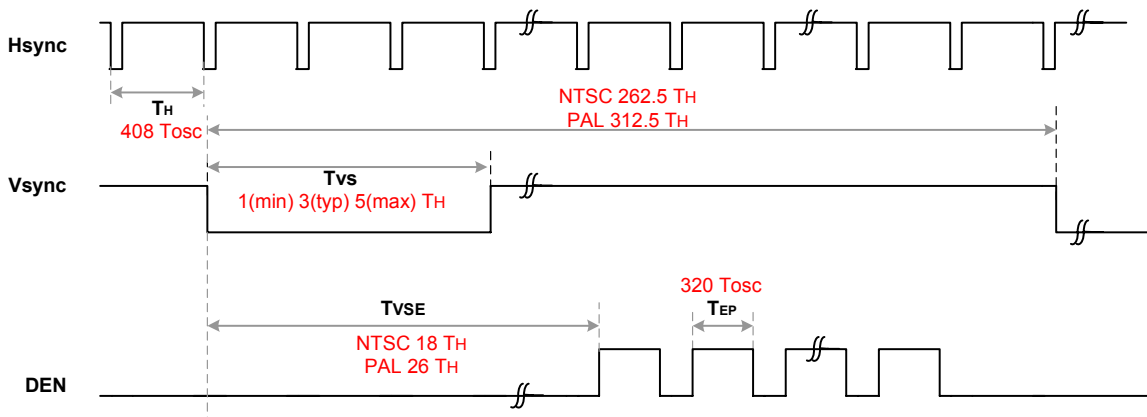 Hsync
TH
408 Tosc
NTSC 262.5 TH
PAL 312.5 TH
Vsync
Tvs
1(min) 3(typ) 5(max) TH
TVSE
NTSC 18 TH
PAL 26 TH
320 Tosc
TEP
DEN